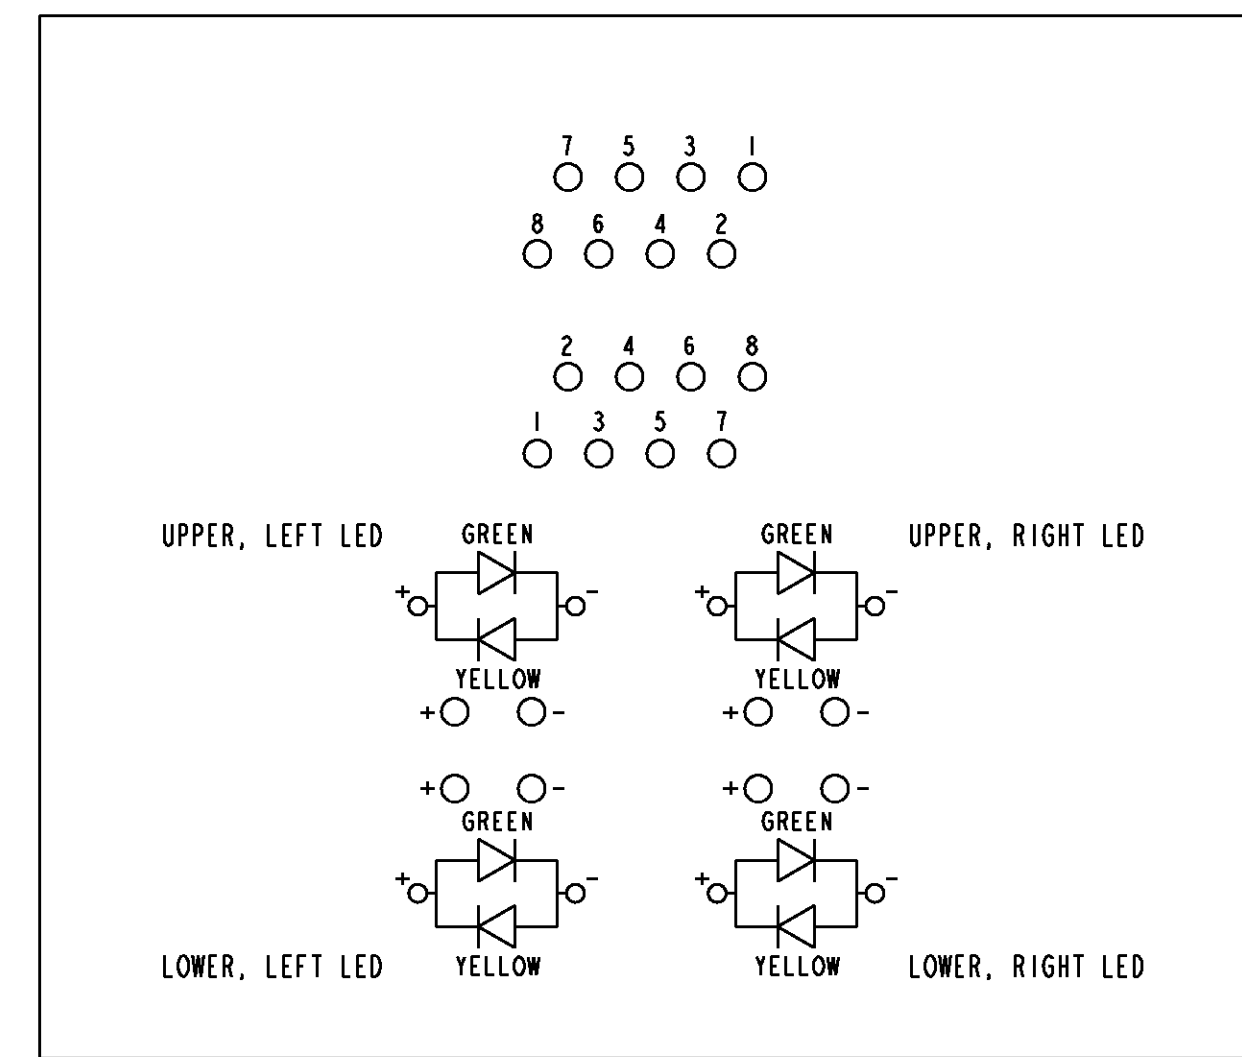 7 5 3 1
8 6 4 2
2 4 6 8
1 3 5 7
UPPER, LEFT LED GREEN GREEN UPPER, RIGHT LED
+ - + -
YELLOW YELLOW
+ - + -
+ - + -
GREEN GREEN
+ - + -
LOWER, LEFT LED YELLOW YELLOW LOWER, RIGHT LED